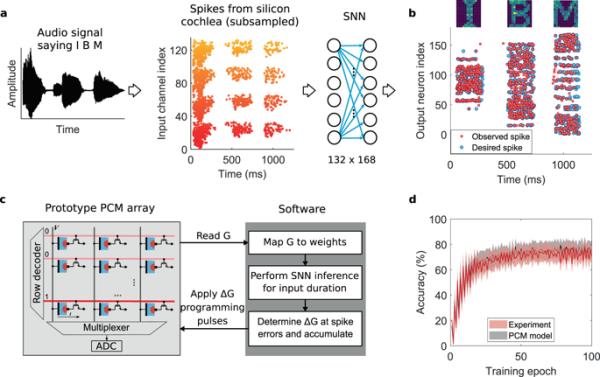 a
Audio signal
saying I B M
Amplitude
Time
Spikes from silicon
cochlea (subsampled)
Input channel index
120
80
40
0
0
500
1000
Time (ms)
SNN
132 x 168
b
Output neuron index
150
100
50
0
Observed spike
Desired spike
0
500
1000
Time (ms)
c
Prototype PCM array
Row decoder
0
0
1
Multiplexer
ADC
Read G
Apply ΔG
programming
pulses
Software
Map G to weights
Perform SNN inference
for input duration
Determine ΔG at spike
errors and accumulate
d
Accuracy (%)
100
80
60
40
20
0
Experiment
PCM model
0
50
100
Training epoch